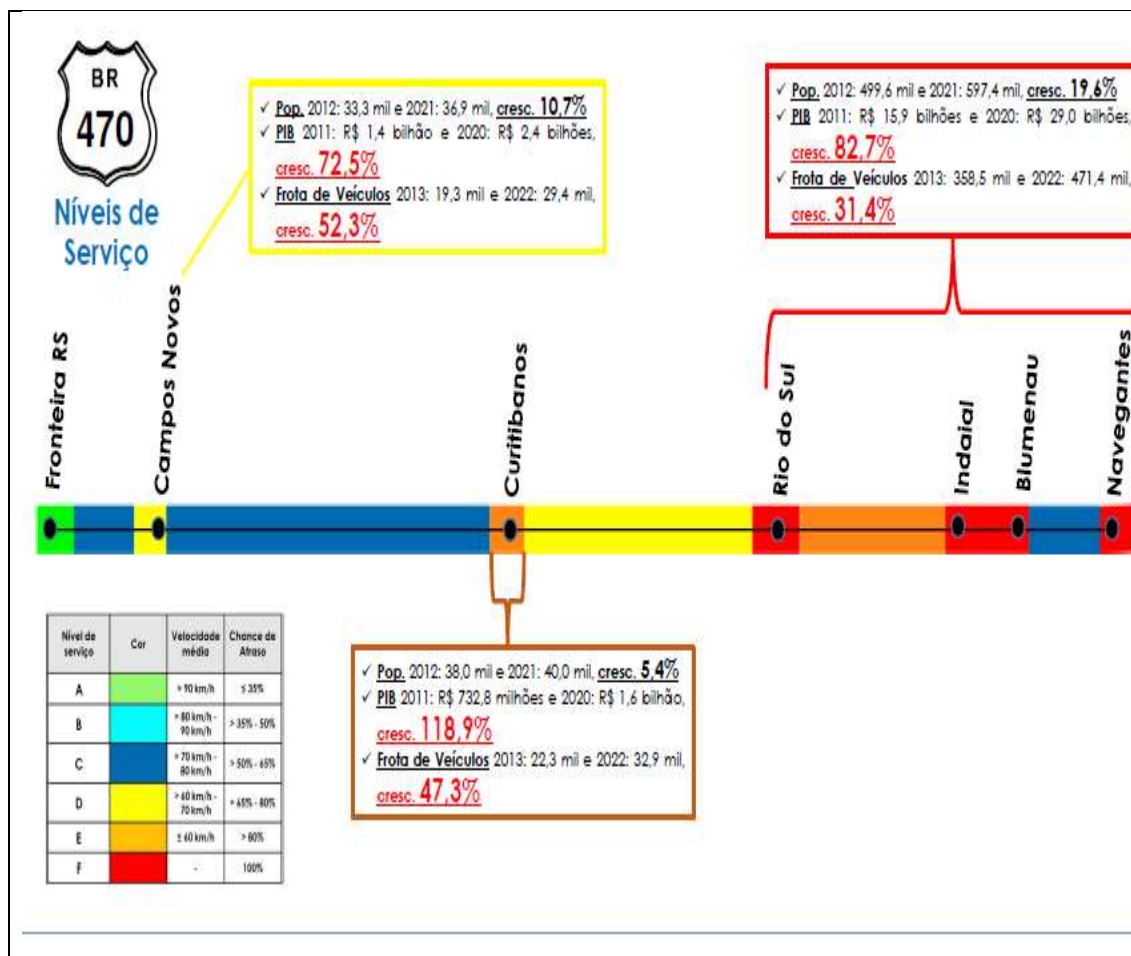 BR
470
Níveis de
Serviço
✓ Pop. 2012: 33,3 mil e 2021: 36,9 mil, cresc. 10,7%
✓ PIB 2011: R$ 1,4 bilhão e 2020: R$ 2,4 bilhões,
cresc. 72,5%
✓ Frota de Veículos 2013: 19,3 mil e 2022: 29,4 mil,
cresc. 52,3%
✓ Pop. 2012: 499,6 mil e 2021: 597,4 mil, cresc. 19,6%
✓ PIB 2011: R$ 15,9 bilhões e 2020: R$ 29,0 bilhões,
cresc. 82,7%
✓ Frota de Veículos 2013: 358,5 mil e 2022: 471,4 mil,
cresc. 31,4%
Fronteira RS
Campos Novos
Curitibanos
Rio do Sul
Indaial
Blumenau
Navegantes
✓ Pop. 2012: 38,0 mil e 2021: 40,0 mil, cresc. 5,4%
✓ PIB 2011: R$ 732,8 milhões e 2020: R$ 1,6 bilhão,
cresc. 118,9%
✓ Frota de Veículos 2013: 22,3 mil e 2022: 32,9 mil,
cresc. 47,3%
Nível de serviço Cor Velocidade média Chance de Atraso
A > 90 km/h ≤ 35%
B > 80 km/h - 90 km/h > 35% - 50%
C > 70 km/h - 80 km/h > 50% - 65%
D > 60 km/h - 70 km/h > 65% - 80%
E ≤ 60 km/h > 80%
F - 100%